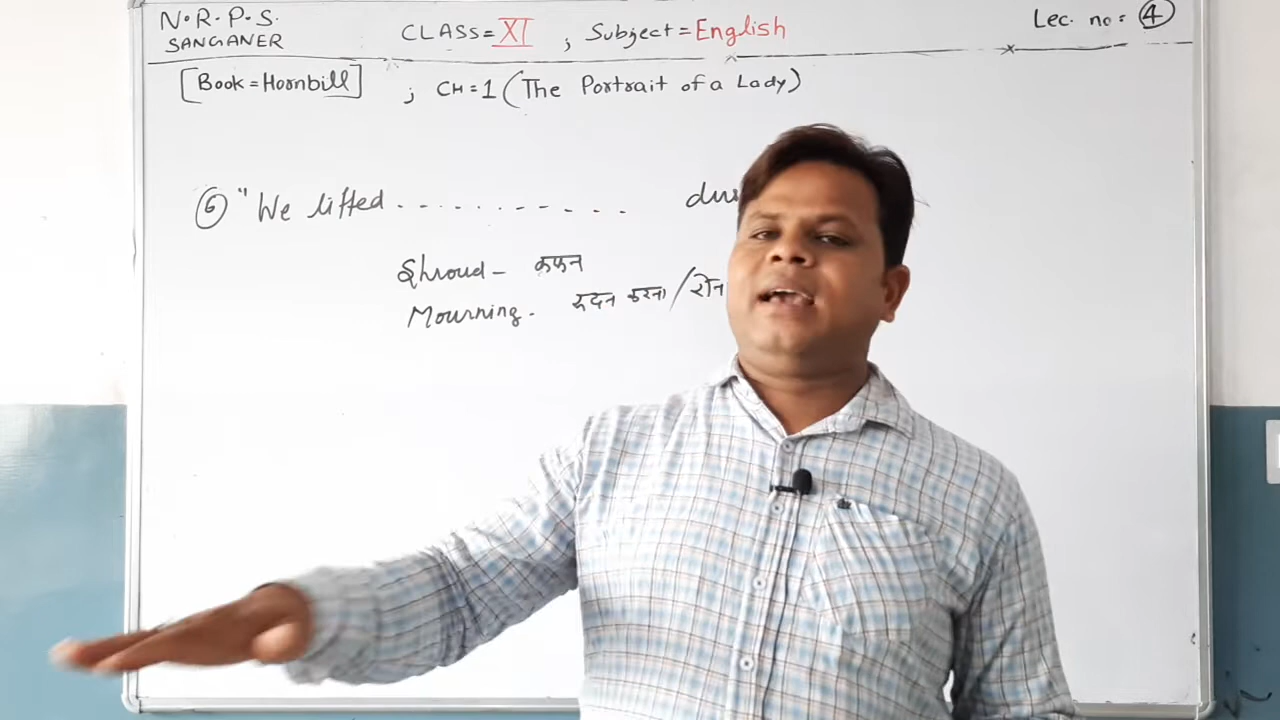 N.R.P.S. CLASS=XI ; Subject=English Lec. no: 4
SANGANER
[Book=Hornbill] ; CH=1 (The Portrait of a Lady)
6 "We lifted . . . . . . . . . . .
Shroud - कफन
Mourning. रुदन करना /